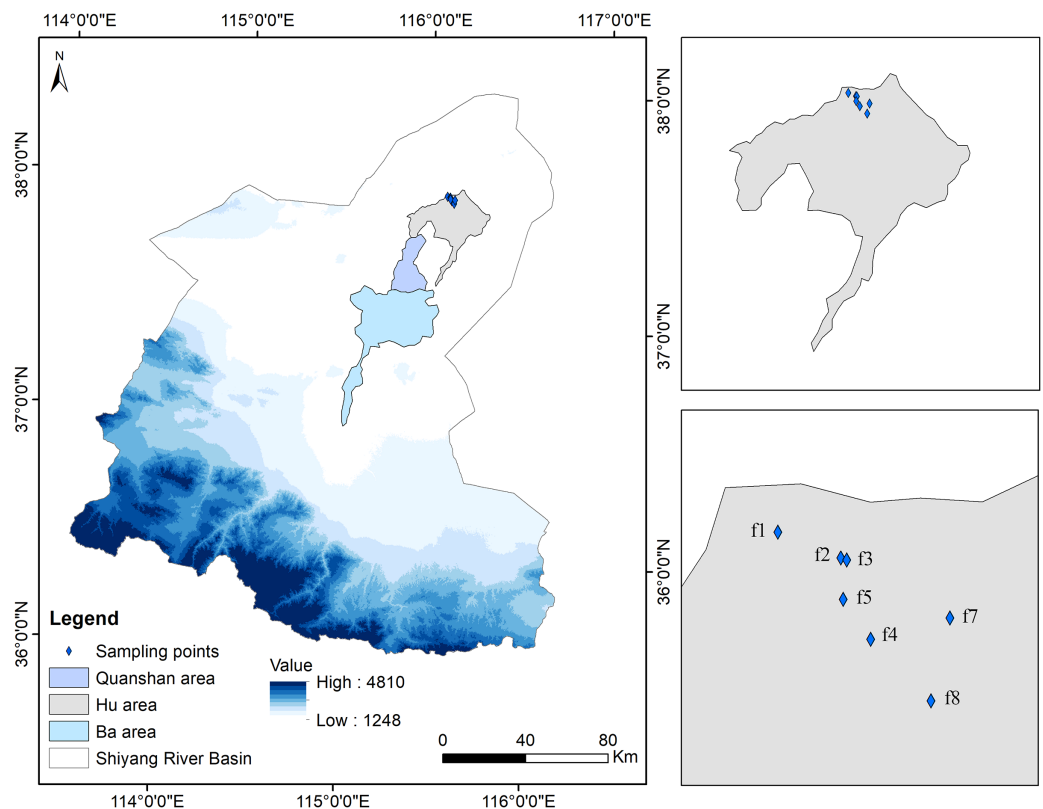 114°0'0"E 115°0'0"E 116°0'0"E 117°0'0"E
N
38°0'0"N
37°0'0"N
36°0'0"N
38°0'0"N
37°0'0"N
36°0'0"N
f1
f2
f3
f5
f7
f4
f8
Legend
Sampling points
Quanshan area
Hu area
Ba area
Shiyang River Basin
Value
High : 4810
Low : 1248
0 40 80
Km
114°0'0"E 115°0'0"E 116°0'0"E